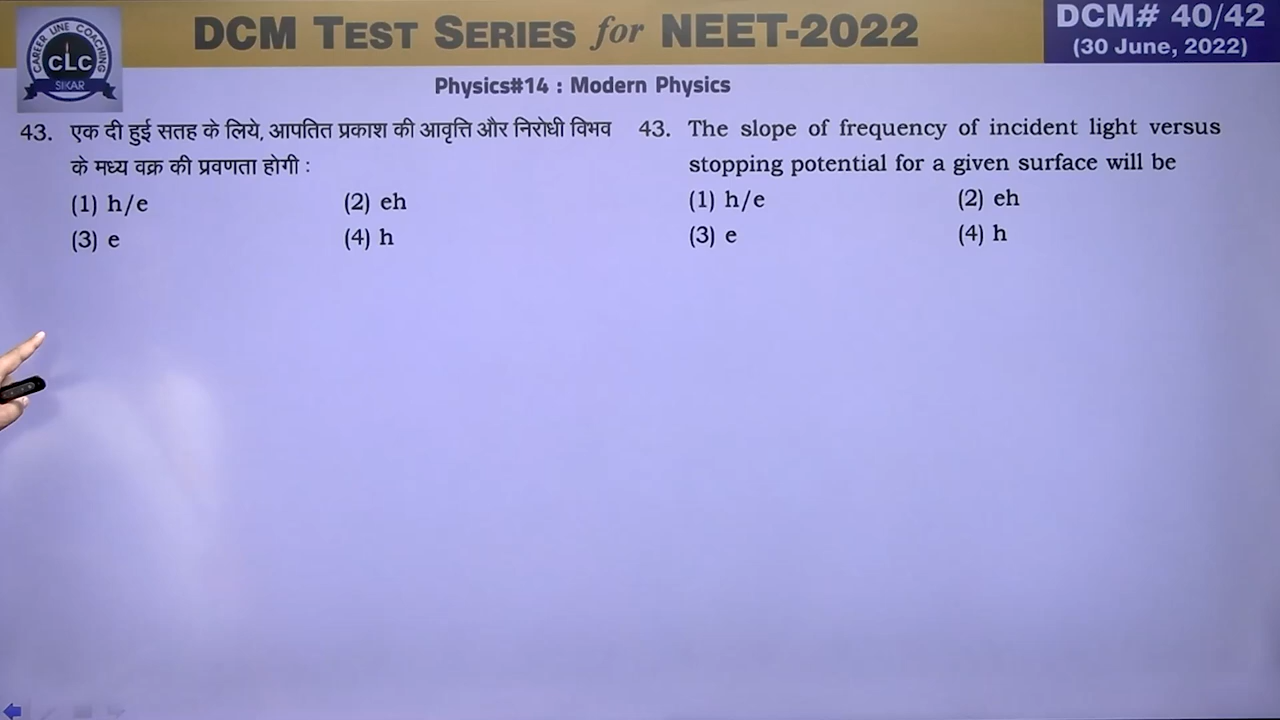 CAREER LINE COACHING
CLC
SIKAR
DCM TEST SERIES for NEET-2022
DCM# 40/42
(30 June, 2022)
Physics#14 : Modern Physics
43. एक दी हुई सतह के लिये, आपतित प्रकाश की आवृत्ति और निरोधी विभव
के मध्य वक्र की प्रवणता होगी :
(1) h/e (2) eh
(3) e (4) h
43. The slope of frequency of incident light versus
stopping potential for a given surface will be
(1) h/e (2) eh
(3) e (4) h